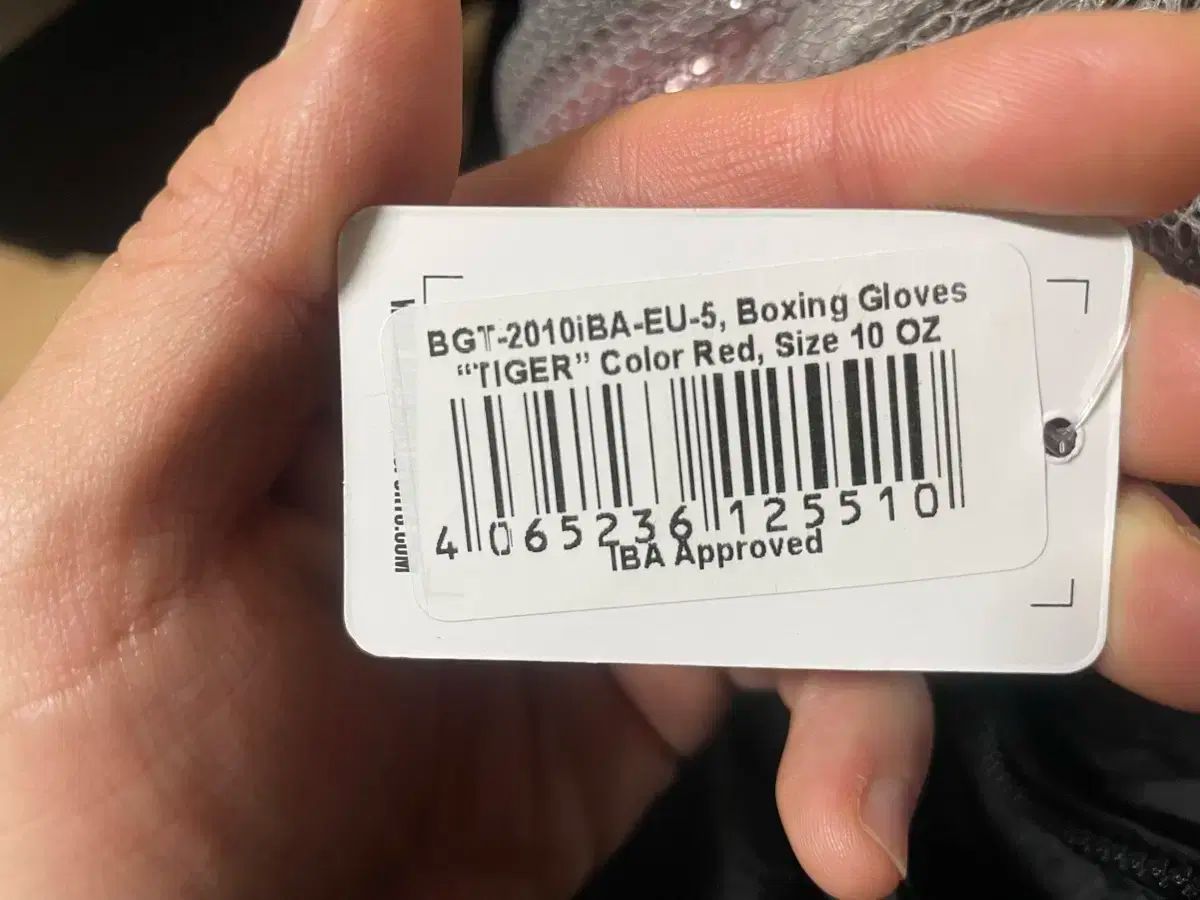 BGT-2010iBA-EU-5, Boxing Gloves
“TIGER” Color Red, Size 10 OZ
4 065236 125510
IBA Approved